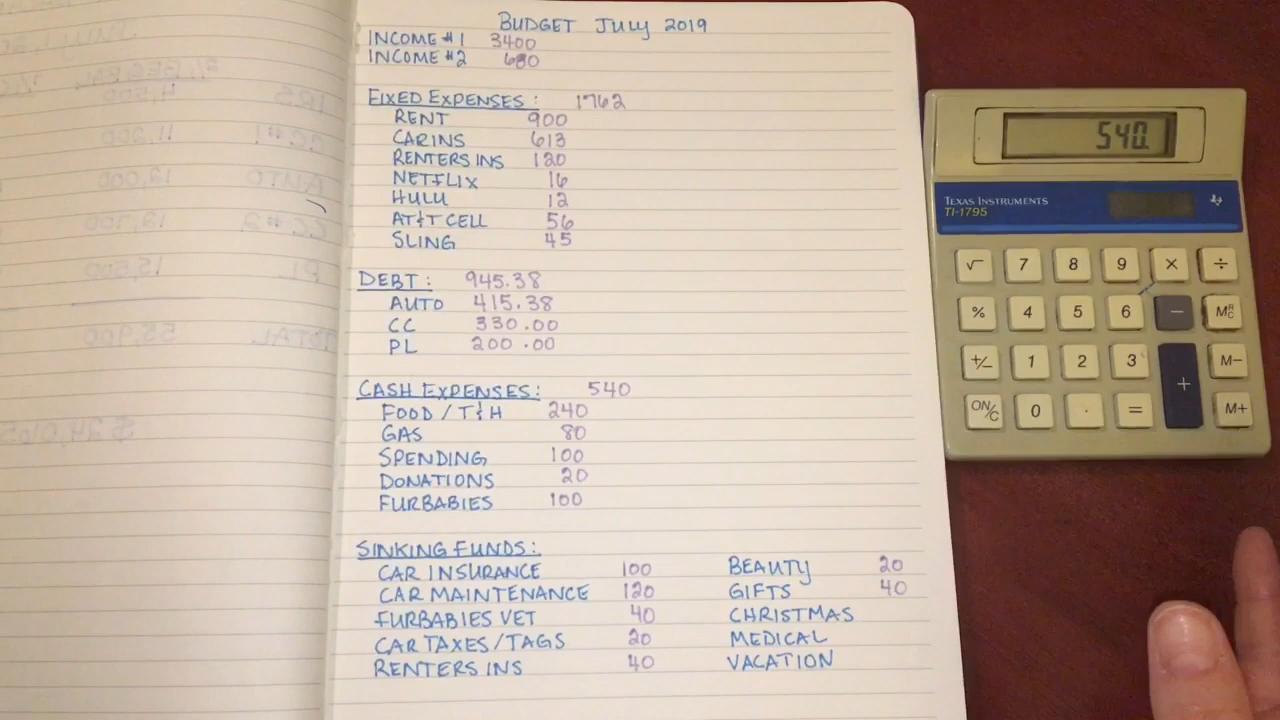 BUDGET JULY 2019
INCOME #1 3400
INCOME #2 680
FIXED EXPENSES: 1762
RENT 900
CAR INS 613
RENTERS INS 120
NETFLIX 16
HULU 12
AT&T CELL 56
SLING 45
DEBT: 945.38
AUTO 415.38
CC 330.00
PL 200.00
CASH EXPENSES: 540
FOOD / T&H 240
GAS 80
SPENDING 100
DONATIONS 20
FURBABIES 100
SINKING FUNDS:
CAR INSURANCE 100
CAR MAINTENANCE 120
FURBABIES VET 40
CAR TAXES/TAGS 20
RENTERS INS 40
BEAUTY 20
GIFTS 40
CHRISTMAS
MEDICAL
VACATION
540.
TEXAS INSTRUMENTS
TI-1795
√ 7 8 9 × ÷
% 4 5 6 − MR/C
+/− 1 2 3 + M−
ON/C 0 . = M+